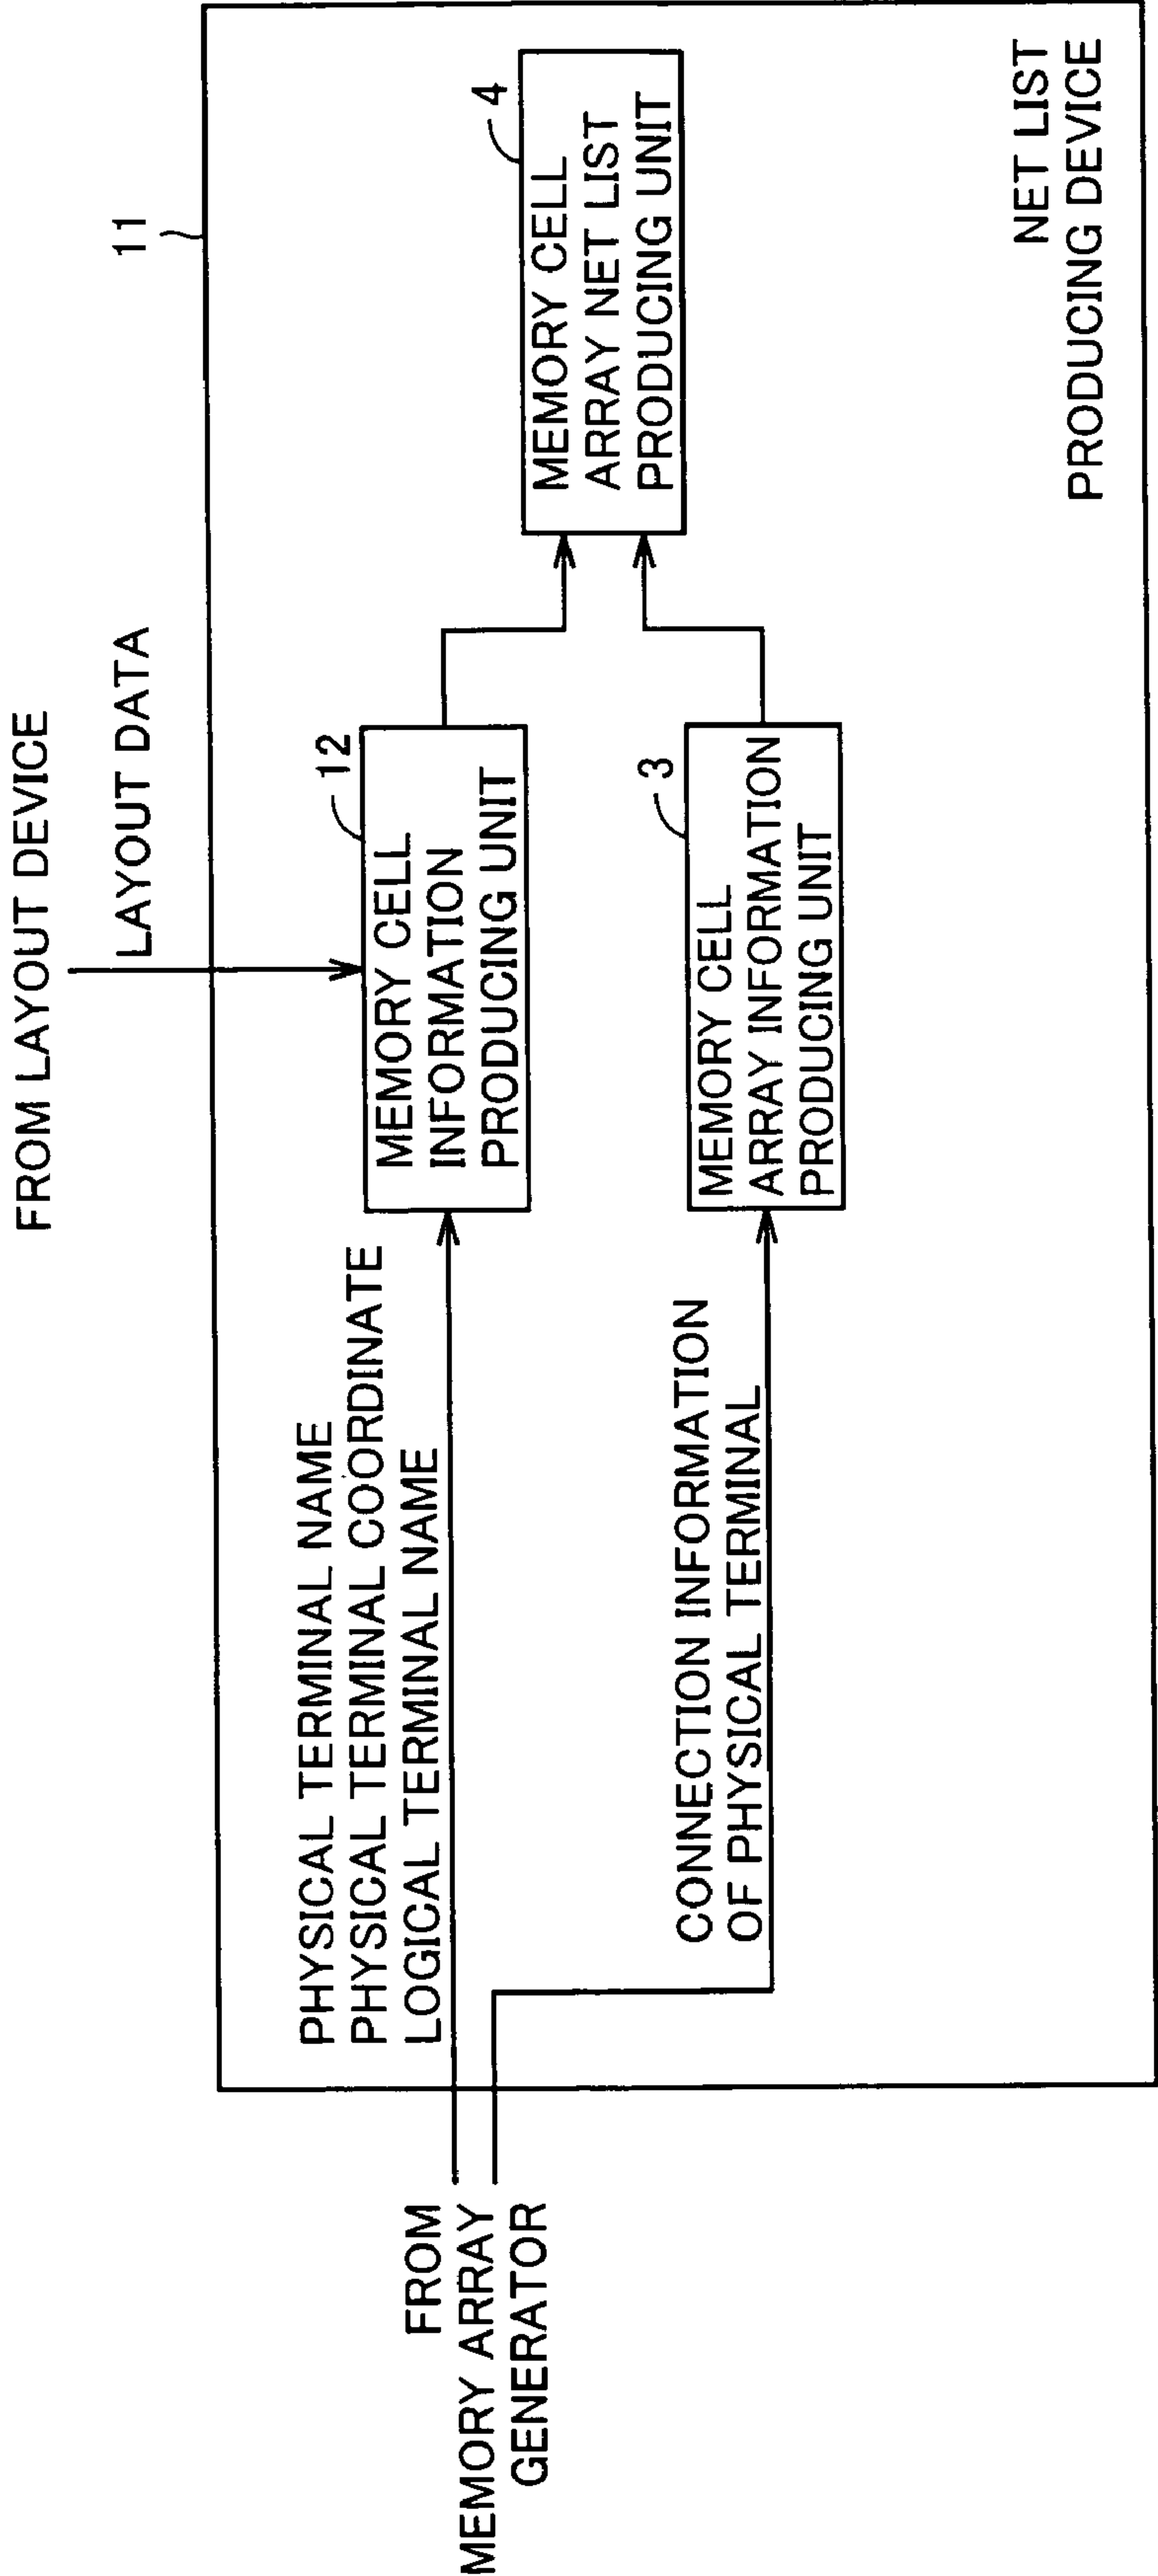 FROM LAYOUT DEVICE
LAYOUT DATA
11
PHYSICAL TERMINAL NAME
PHYSICAL TERMINAL COORDINATE
LOGICAL TERMINAL NAME
12
MEMORY CELL
INFORMATION
PRODUCING UNIT
4
MEMORY CELL
ARRAY NET LIST
PRODUCING UNIT
FROM
MEMORY ARRAY
GENERATOR
CONNECTION INFORMATION
OF PHYSICAL TERMINAL
3
MEMORY CELL
ARRAY INFORMATION
PRODUCING UNIT
NET LIST
PRODUCING DEVICE